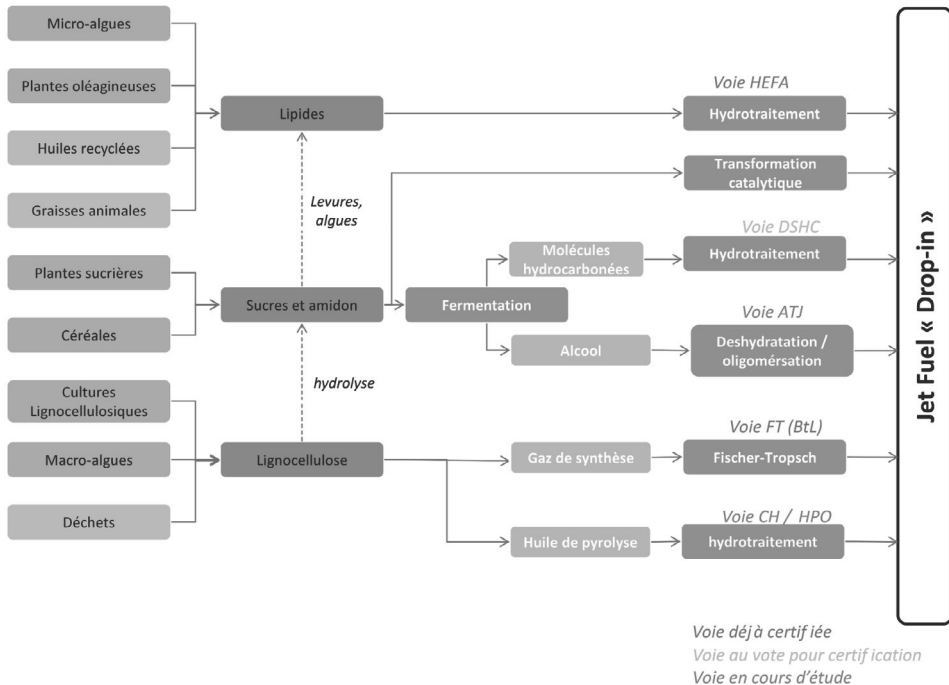 Micro-algues
Plantes oléagineuses
Huiles recyclées
Graisses animales
Plantes sucrières
Céréales
Cultures
Lignocellulosiques
Macro-algues
Déchets
Lipides
Levures,
algues
Sucres et amidon
hydrolyse
Lignocellulose
Fermentation
Molécules
hydrocarbonées
Alcool
Gaz de synthèse
Huile de pyrolyse
Voie HEFA
Hydrotraitement
Transformation
catalytique
Voie DSHC
Hydrotraitement
Voie ATJ
Deshydratation /
oligomérsation
Voie FT (BtL)
Fischer-Tropsch
Voie CH / HPO
hydrotraitement
Jet Fuel « Drop-in »
Voie déjà certifiée
Voie au vote pour certification
Voie en cours d’étude